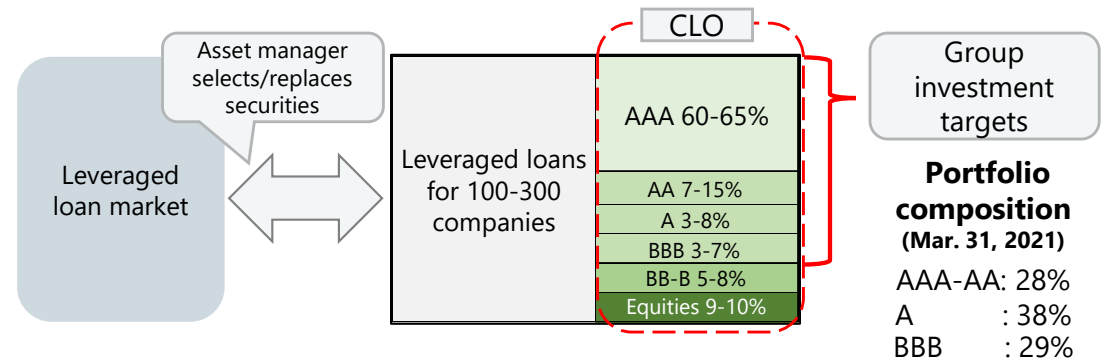 CLO
Asset manager
selects/replaces
securities
Group
investment
targets
Leveraged
loan market
Leveraged loans
for 100-300
companies
AAA 60-65%
AA 7-15%
A 3-8%
BBB 3-7%
BB-B 5-8%
Equities 9-10%
Portfolio
composition
(Mar. 31, 2021)
AAA-AA: 28%
A : 38%
BBB : 29%